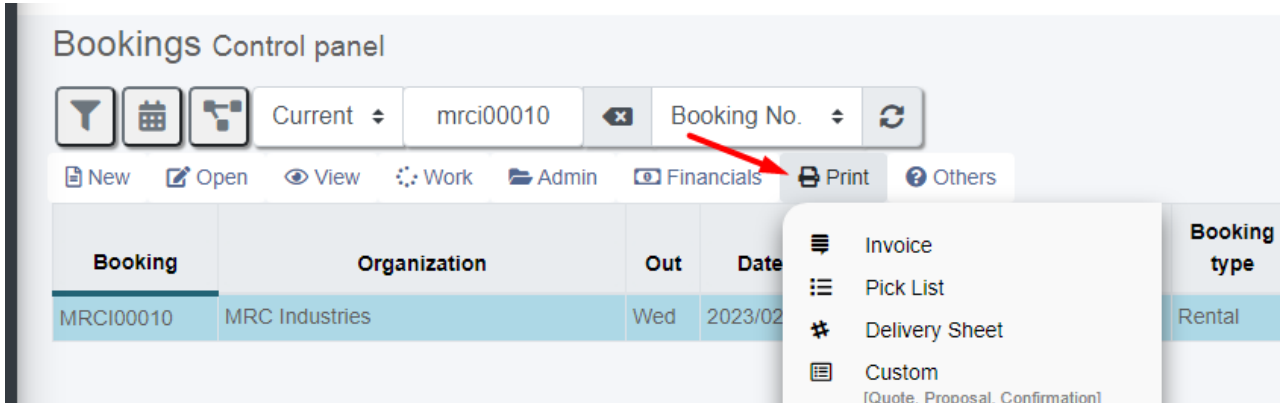 Bookings Control panel
Current mrci00010 Booking No.
New Open View Work Admin Financials Print Others
Booking Organization Out Date Booking type
MRCI00010 MRC Industries Wed 2023/02 Rental
Invoice
Pick List
Delivery Sheet
Custom
[Quote, Proposal, Confirmation]